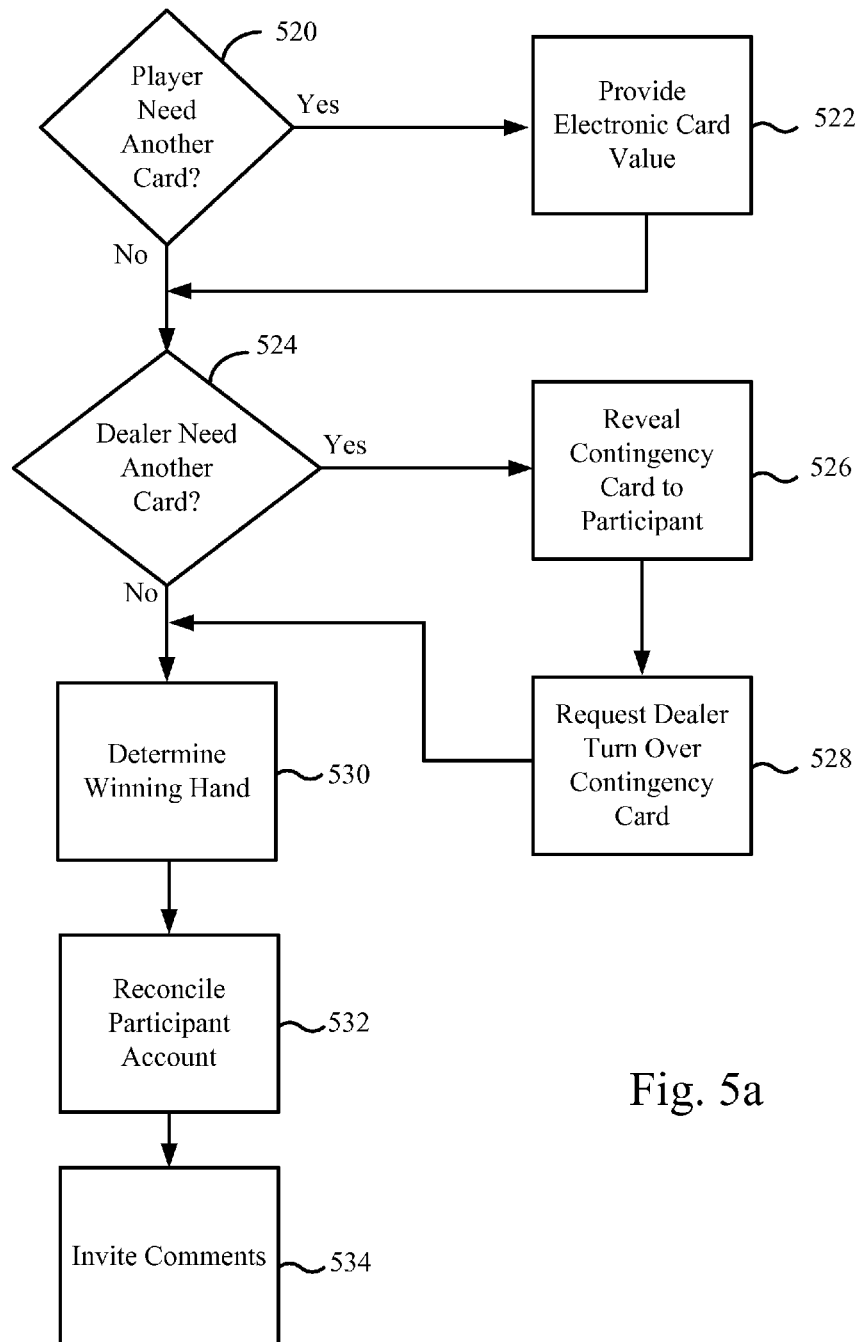 520
Player
Need
Another
Card?
Yes
Provide
Electronic Card
Value
522
No
524
Dealer Need
Another
Card?
Yes
Reveal
Contingency
Card to
Participant
526
No
Request Dealer
Turn Over
Contingency
Card
528
Determine
Winning Hand
530
Reconcile
Participant
Account
532
Fig. 5a
Invite Comments
534